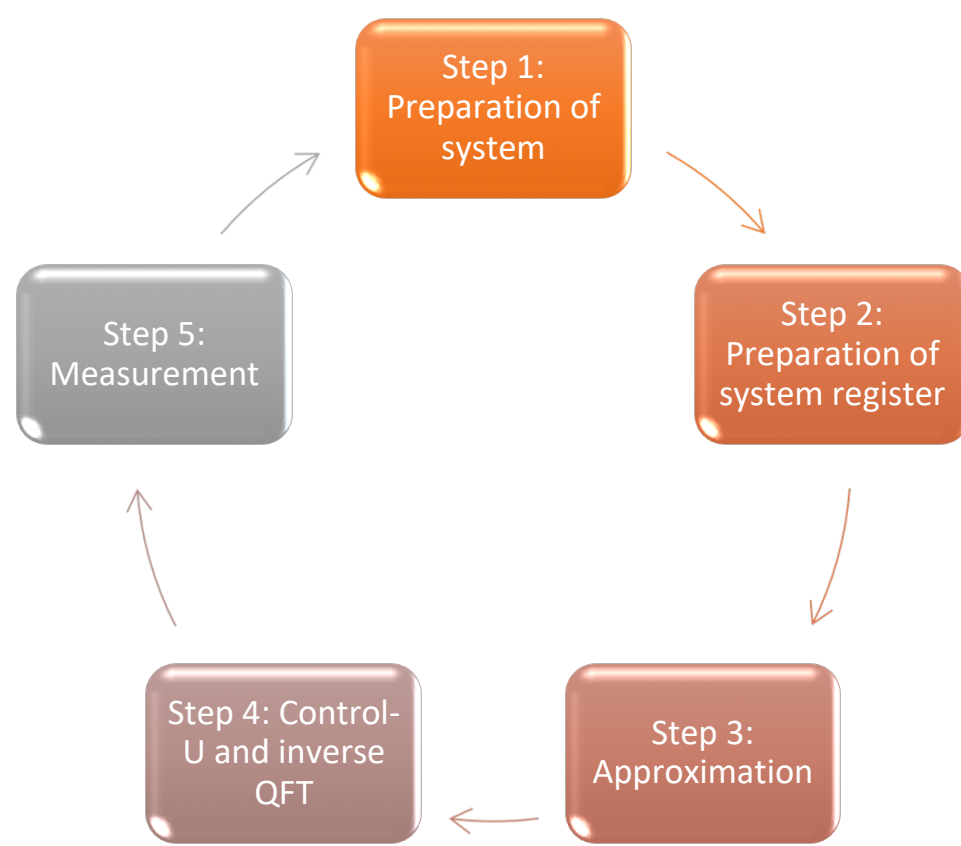 Step 1:
Preparation of
system
Step 2:
Preparation of
system register
Step 3:
Approximation
Step 4: Control-
U and inverse
QFT
Step 5:
Measurement